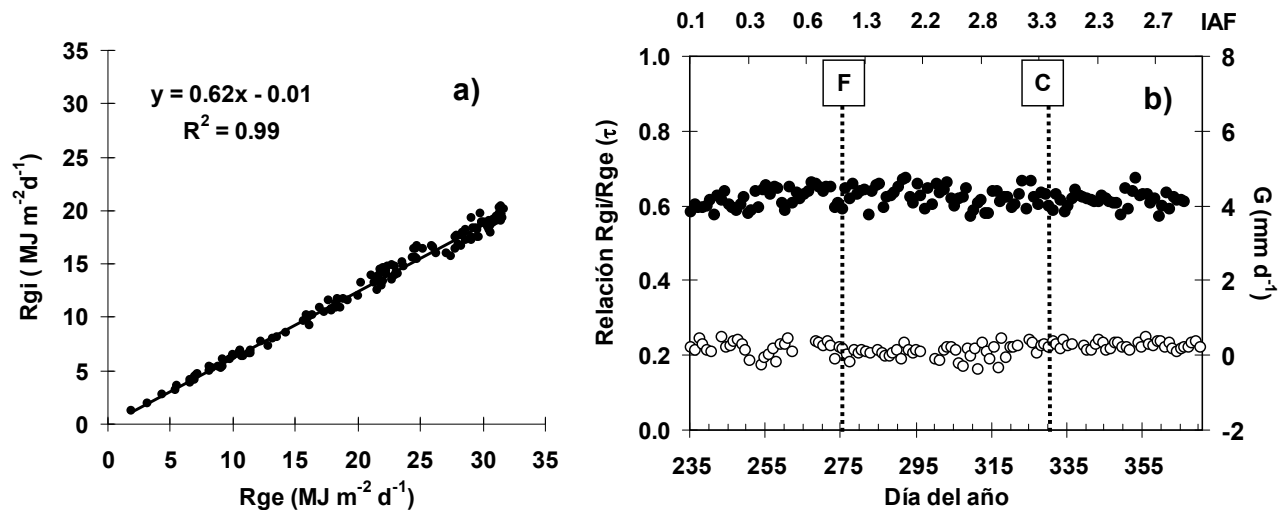 a)
y = 0.62x - 0.01
R² = 0.99
35
30
25
20
15
10
5
0
Rgi ( MJ m⁻²d⁻¹)
0 5 10 15 20 25 30 35
Rge (MJ m⁻² d⁻¹)
0.1 0.3 0.6 1.3 2.2 2.8 3.3 2.3 2.7 IAF
b)
F C
1.0
0.8
0.6
0.4
0.2
0.0
Relación Rgi/Rge (τ)
8
6
4
2
0
-2
G (mm d⁻¹)
235 255 275 295 315 335 355
Día del año